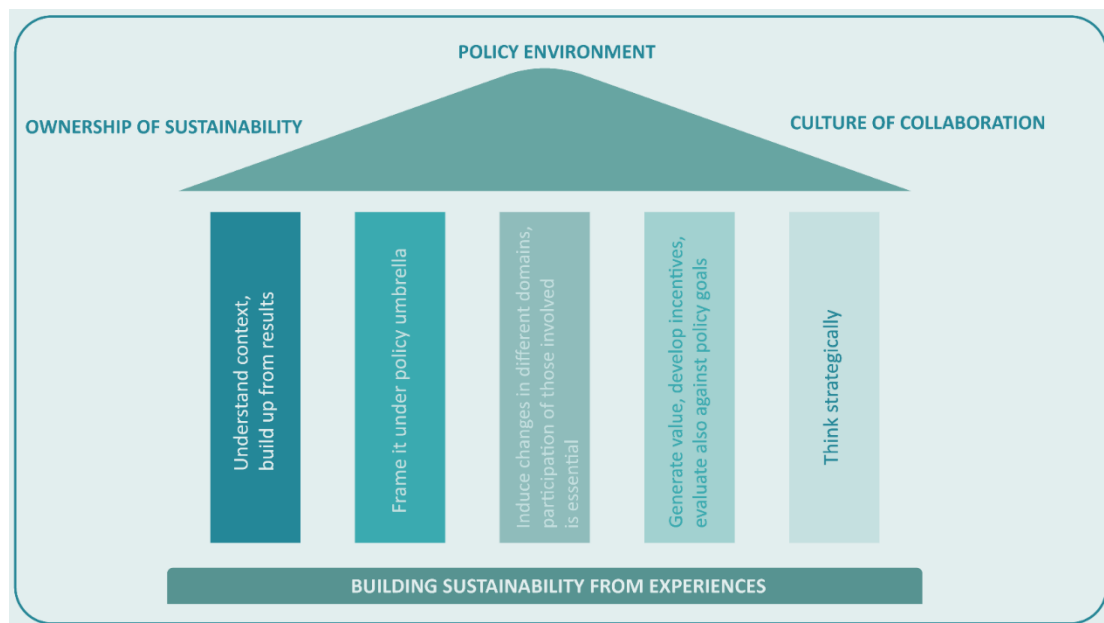 POLICY ENVIRONMENT
OWNERSHIP OF SUSTAINABILITY
CULTURE OF COLLABORATION
Understand context,
build up from results
Frame it under policy umbrella
Induce changes in different domains,
participation of those involved
is essential
Generate value, develop incentives,
evaluate also against policy goals
Think strategically
BUILDING SUSTAINABILITY FROM EXPERIENCES